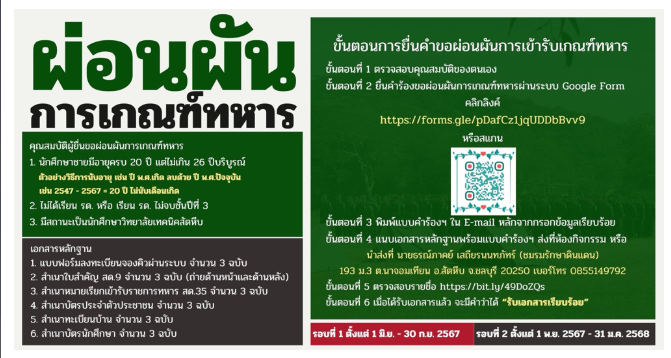 ผ่อนผัน
การเกณฑ์ทหาร
คุณสมบัติผู้ยื่นขอผ่อนผันการเกณฑ์ทหาร
1. นักศึกษาชายมีอายุครบ 20 ปี แต่ไม่เกิน 26 ปีบริบูรณ์
ตัวอย่างวิธีการนับอายุ เช่น ปี พ.ศ.เกิด ลบด้วย ปี พ.ศ.ปัจจุบัน
เช่น 2547 - 2567 = 20 ปี ไม่นับเดือนเกิด
2. ไม่ได้เรียน รด. หรือ เรียน รด. ไม่จบชั้นปีที่ 3
3. มีสถานะเป็นนักศึกษาวิทยาลัยเทคนิคสัตหีบ
เอกสารหลักฐาน
1. แบบฟอร์มลงทะเบียนจองคิวผ่านระบบ จำนวน 3 ฉบับ
2. สำเนาใบสำคัญ สด.9 จำนวน 3 ฉบับ (ถ่ายด้านหน้าและด้านหลัง)
3. สำเนาหมายเรียกเข้ารับราชการทหาร สด.35 จำนวน 3 ฉบับ
4. สำเนาบัตรประจำตัวประชาชน จำนวน 3 ฉบับ
5. สำเนาทะเบียนบ้าน จำนวน 3 ฉบับ
6. สำเนาบัตรนักศึกษา จำนวน 3 ฉบับ
ขั้นตอนการยื่นคำขอผ่อนผันการเข้ารับเกณฑ์ทหาร
ขั้นตอนที่ 1 ตรวจสอบคุณสมบัติของตนเอง
ขั้นตอนที่ 2 ยื่นคำร้องขอผ่อนผันการเกณฑ์ทหารผ่านระบบ Google Form
คลิกลิงค์
https://forms.gle/pDafCz1jqUDDbBvv9
หรือสแกน
ขั้นตอนที่ 3 พิมพ์แบบคำร้องฯ ใน E-mail หลักจากกรอกข้อมูลเรียบร้อย
ขั้นตอนที่ 4 แนบเอกสารหลักฐานพร้อมแบบคำร้องฯ ส่งที่ห้องกิจกรรม หรือ
นำส่งที่ นายธรณ์ภาคย์ เสถียรนนทภัทร์ (ชมรมรักษาดินแดน)
193 ม.3 ต.นาจอมเทียน อ.สัตหีบ จ.ชลบุรี 20250 เบอร์โทร 0855149792
ขั้นตอนที่ 5 ตรวจสอบรายชื่อ https://bit.ly/49DoZQs
ขั้นตอนที่ 6 เมื่อได้รับเอกสารแล้ว จะมีคำว่าได้ "รับเอกสารเรียบร้อย"
รอบที่ 1 ตั้งแต่ 1 มิ.ย. - 30 ก.ย. 2567
รอบที่ 2 ตั้งแต่ 1 พ.ย. 2567 - 31 ม.ค. 2568